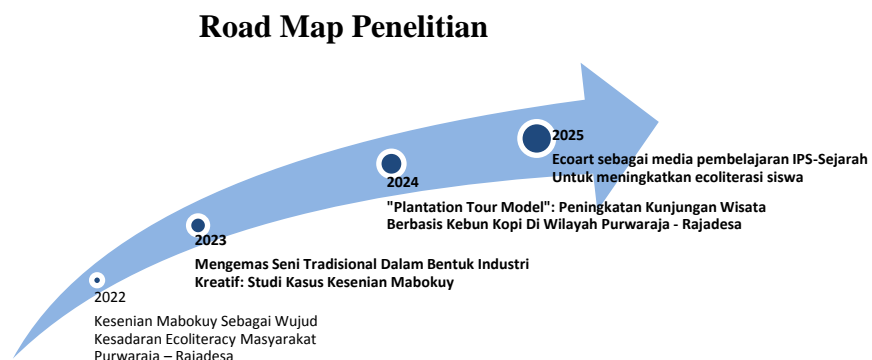 Road Map Penelitian
2025
Ecoart sebagai media pembelajaran IPS-Sejarah
Untuk meningkatkan ecoliterasi siswa
2024
"Plantation Tour Model": Peningkatan Kunjungan Wisata
Berbasis Kebun Kopi Di Wilayah Purwaraja - Rajadesa
2023
Mengemas Seni Tradisional Dalam Bentuk Industri
Kreatif: Studi Kasus Kesenian Mabokuy
2022
Kesenian Mabokuy Sebagai Wujud
Kesadaran Ecoliteracy Masyarakat
Purwaraja – Rajadesa